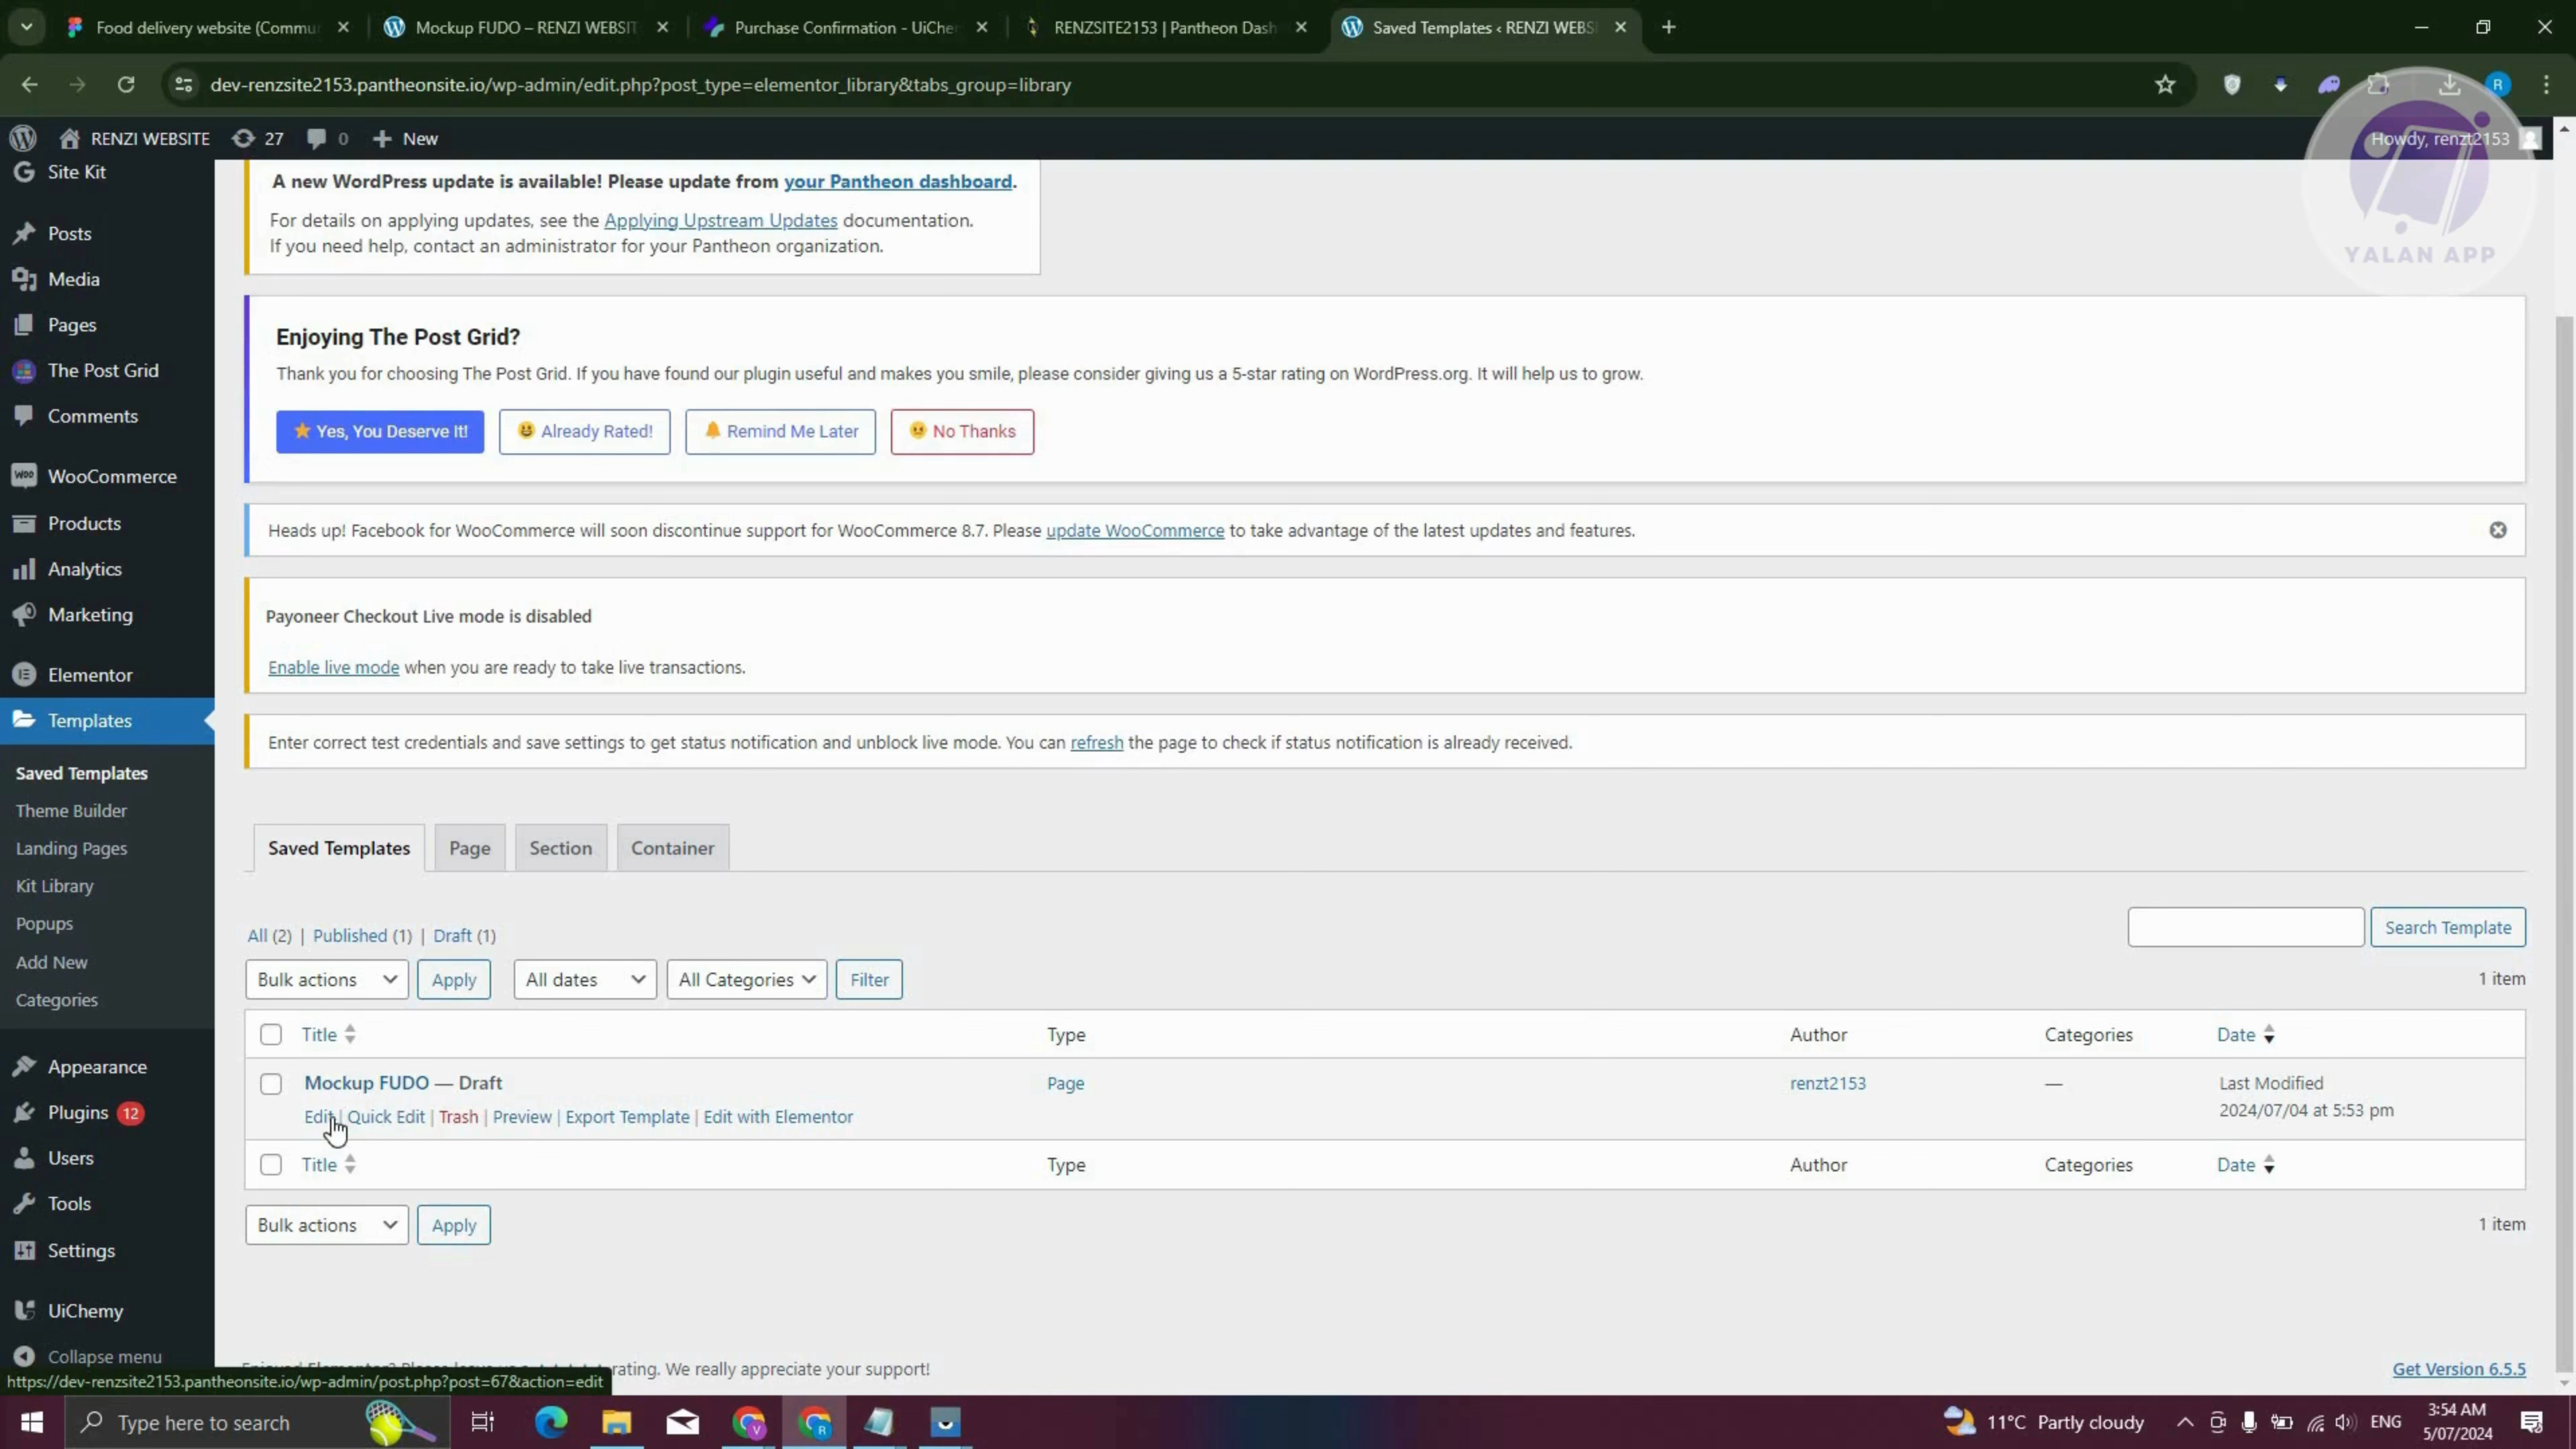 Food delivery website (Commu
Mockup FUDO – RENZI WEBSIT
Purchase Confirmation - UiChe
RENZSITE2153 | Pantheon Dash
Saved Templates ‹ RENZI WEBS
dev-renzsite2153.pantheonsite.io/wp-admin/edit.php?post_type=elementor_library&tabs_group=library
R
RENZI WEBSITE 27 0 New
Howdy, renzt2153
YALAN APP
Site Kit
Posts
Media
Pages
The Post Grid
Comments
WooCommerce
Products
Analytics
Marketing
Elementor
Templates
Saved Templates
Theme Builder
Landing Pages
Kit Library
Popups
Add New
Categories
Appearance
Plugins 12
Users
Tools
Settings
UiChemy
Collapse menu
A new WordPress update is available! Please update from your Pantheon dashboard.
For details on applying updates, see the Applying Upstream Updates documentation.
If you need help, contact an administrator for your Pantheon organization.
Enjoying The Post Grid?
Thank you for choosing The Post Grid. If you have found our plugin useful and makes you smile, please consider giving us a 5-star rating on WordPress.org. It will help us to grow.
Yes, You Deserve It! Already Rated! Remind Me Later No Thanks
Heads up! Facebook for WooCommerce will soon discontinue support for WooCommerce 8.7. Please update WooCommerce to take advantage of the latest updates and features.
Payoneer Checkout Live mode is disabled
Enable live mode when you are ready to take live transactions.
Enter correct test credentials and save settings to get status notification and unblock live mode. You can refresh the page to check if status notification is already received.
Saved Templates Page Section Container
All (2) | Published (1) | Draft (1)
Search Template
Bulk actions Apply All dates All Categories Filter 1 item
Title Type Author Categories Date
Mockup FUDO — Draft Page renzt2153 — Last Modified
2024/07/04 at 5:53 pm
Edit | Quick Edit | Trash | Preview | Export Template | Edit with Elementor
Title Type Author Categories Date
Bulk actions Apply 1 item
rating. We really appreciate your support!
Get Version 6.5.5
https://dev-renzsite2153.pantheonsite.io/wp-admin/post.php?post=67&action=edit
Type here to search
11°C Partly cloudy
ENG
3:54 AM
5/07/2024